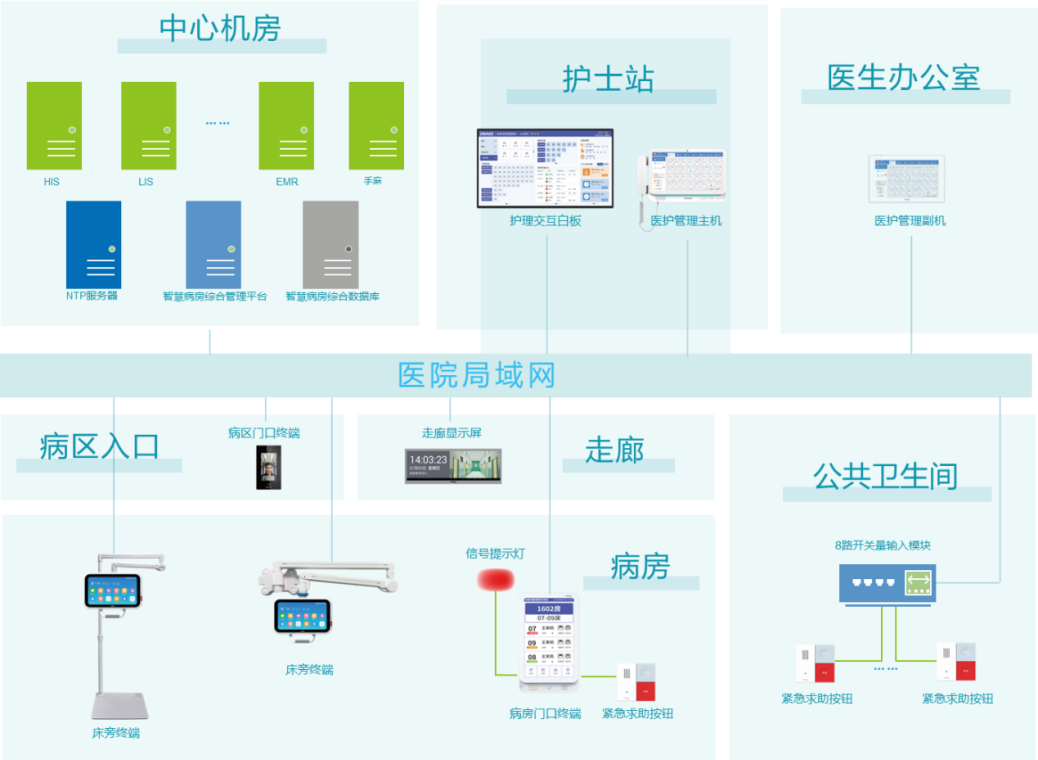 中心机房
护士站
医生办公室
HIS
LIS
……
EMR
手麻
护理交互白板
医护管理主机
医护管理副机
NTP服务器
智慧病房综合管理平台
智慧病房综合数据库
医院局域网
病区入口
病区门口终端
走廊显示屏
14:03:23
走廊
公共卫生间
8路开关量输入模块
信号提示灯
病房
1602房
07-09床
07
09
08
床旁终端
床旁终端
病房门口终端
紧急求助按钮
……
紧急求助按钮
紧急求助按钮